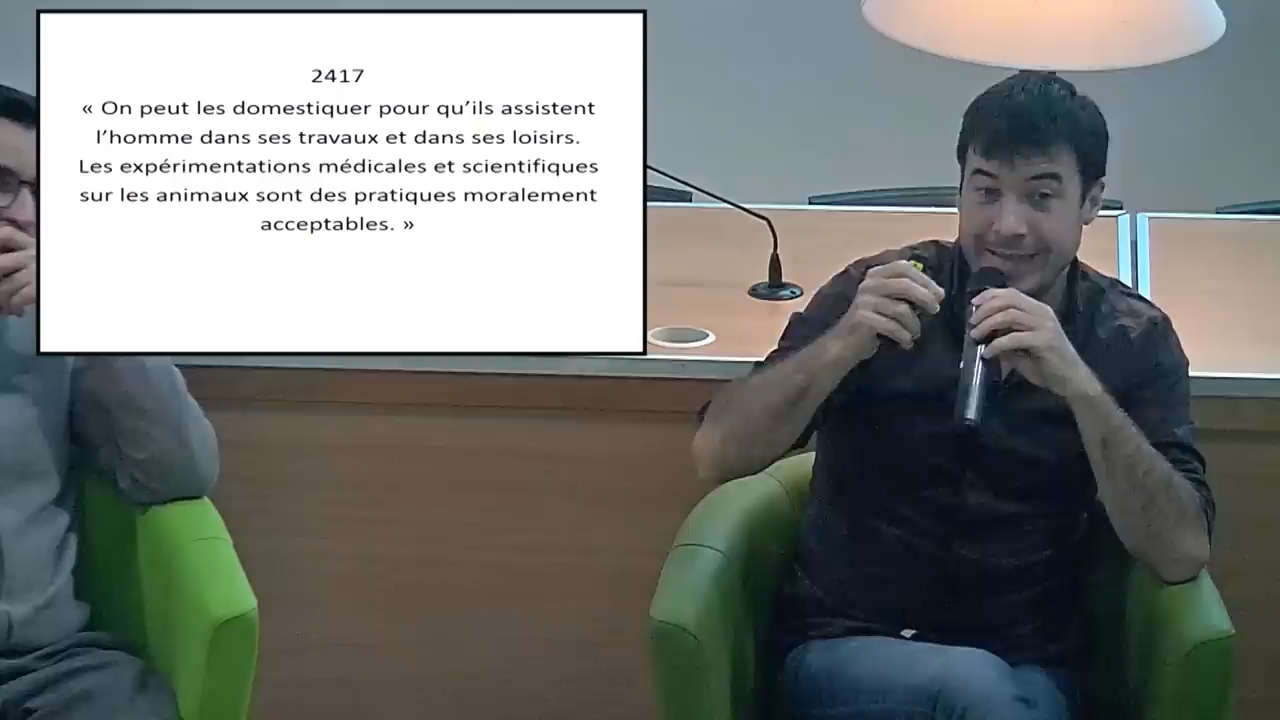 2417
« On peut les domestiquer pour qu’ils assistent
l’homme dans ses travaux et dans ses loisirs.
Les expérimentations médicales et scientifiques
sur les animaux sont des pratiques moralement
acceptables. »